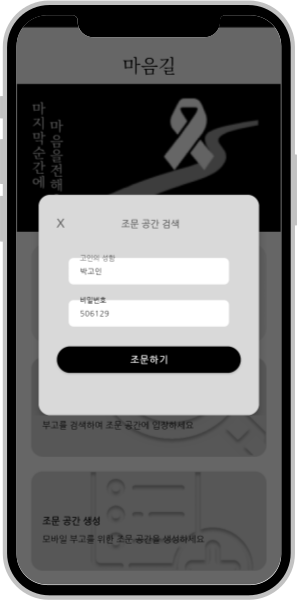 마음길
마지막순간에
마음을전해
X
조문 공간 검색
고인의 성함
박고인
비밀번호
506129
조문하기
부고를 검색하여 조문 공간에 입장하세요
조문 공간 생성
모바일 부고를 위한 조문 공간을 생성하세요